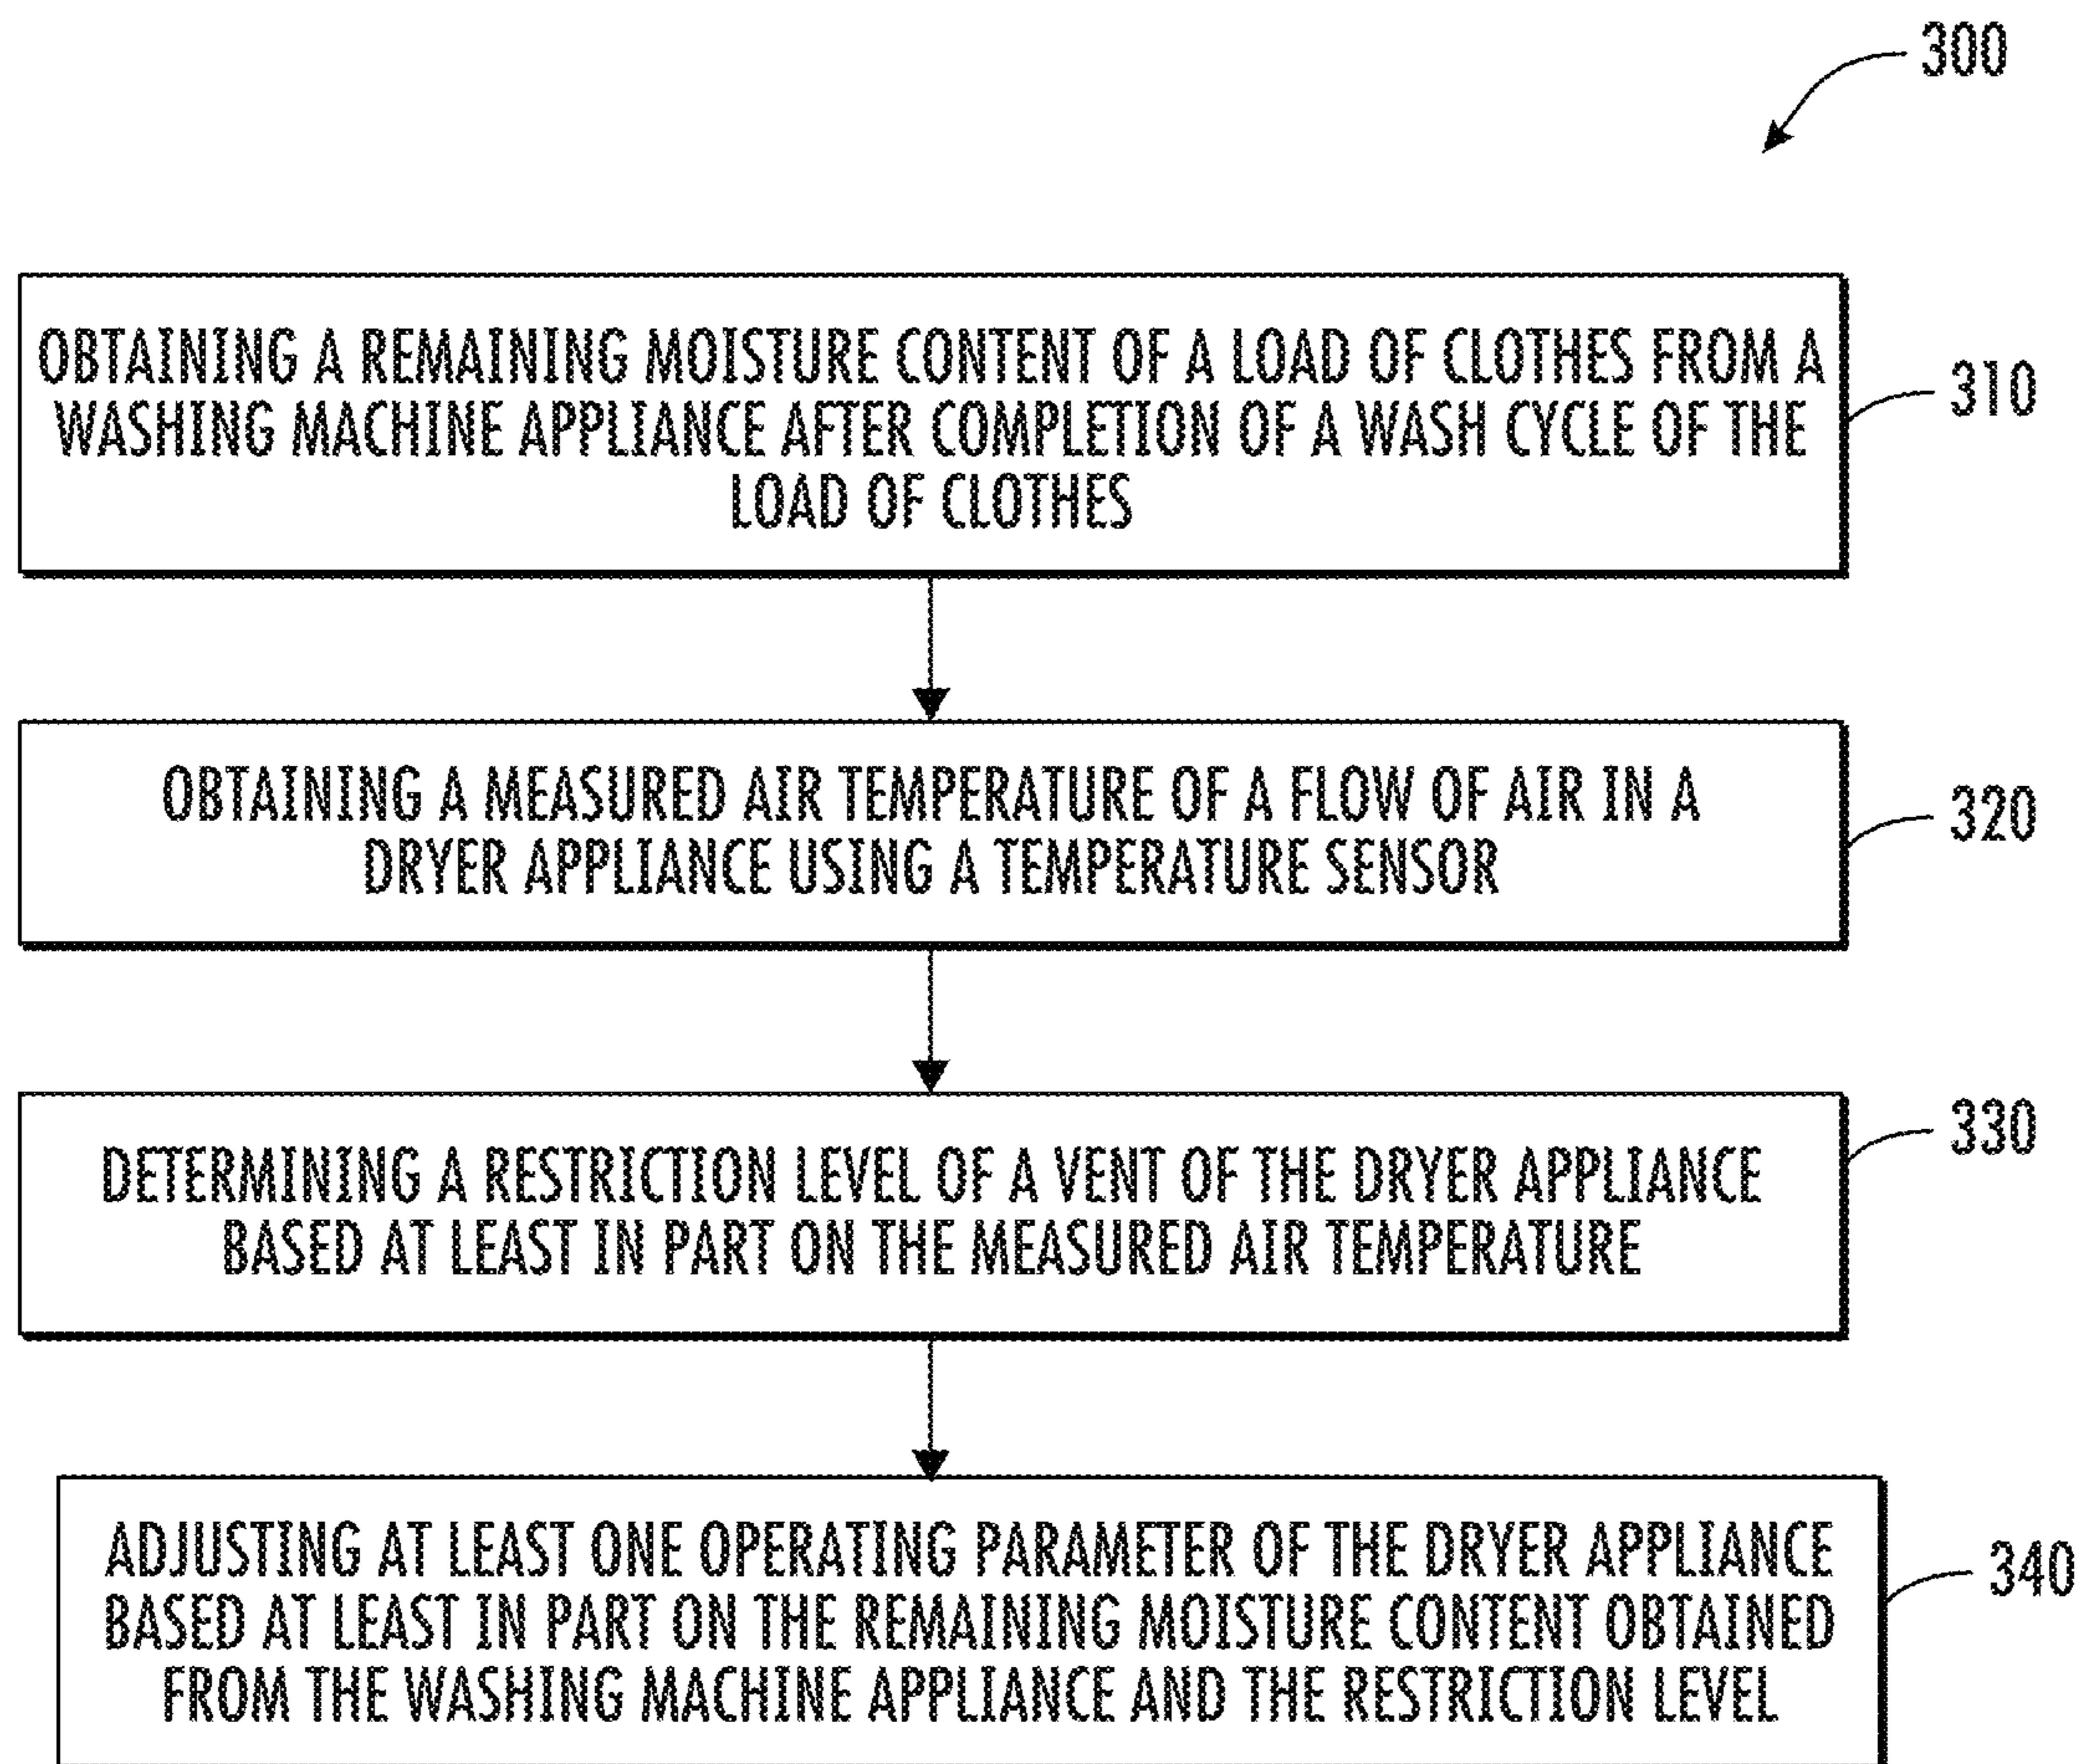 300
OBTAINING A REMAINING MOISTURE CONTENT OF A LOAD OF CLOTHES FROM A
WASHING MACHINE APPLIANCE AFTER COMPLETION OF A WASH CYCLE OF THE
LOAD OF CLOTHES
310
OBTAINING A MEASURED AIR TEMPERATURE OF A FLOW OF AIR IN A
DRYER APPLIANCE USING A TEMPERATURE SENSOR
320
DETERMINING A RESTRICTION LEVEL OF A VENT OF THE DRYER APPLIANCE
BASED AT LEAST IN PART ON THE MEASURED AIR TEMPERATURE
330
ADJUSTING AT LEAST ONE OPERATING PARAMETER OF THE DRYER APPLIANCE
BASED AT LEAST IN PART ON THE REMAINING MOISTURE CONTENT OBTAINED
FROM THE WASHING MACHINE APPLIANCE AND THE RESTRICTION LEVEL
340